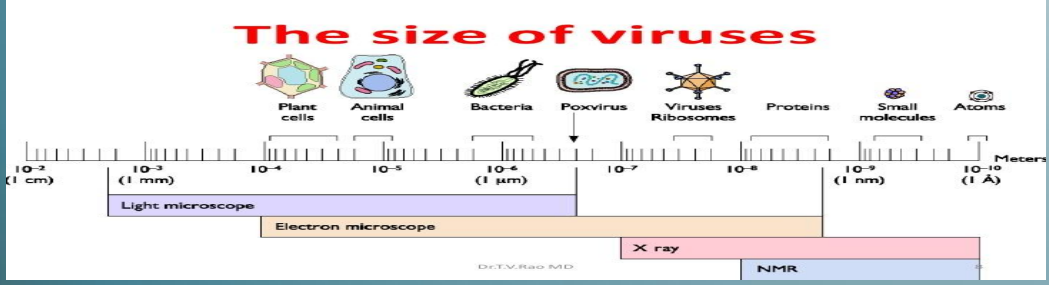 The size of viruses
Plant cells
Animal cells
Bacteria
Poxvirus
Viruses Ribosomes
Proteins
Small molecules
Atoms
10⁻² 10⁻³ 10⁻⁴ 10⁻⁵ 10⁻⁶ 10⁻⁷ 10⁻⁸ 10⁻⁹ 10⁻¹⁰ Meters
(1 cm) (1 mm) (1 μm) (1 nm) (1 Å)
Light microscope
Electron microscope
X ray
Dr.T.V.Rao MD
NMR